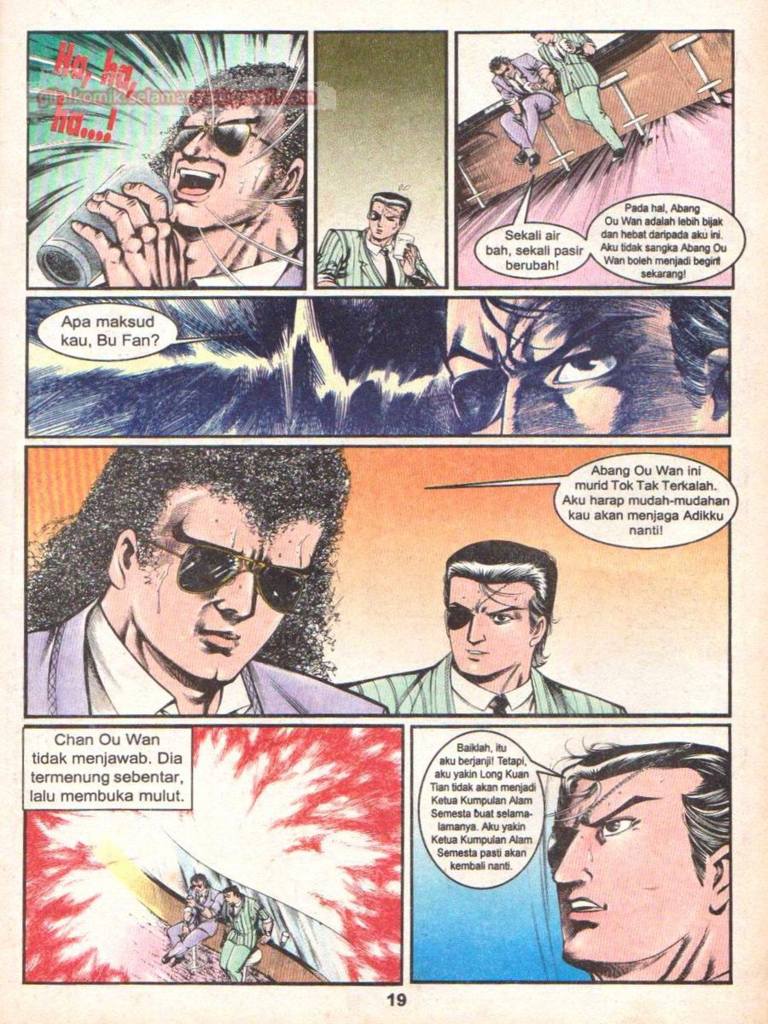 Ha, ha,
ha....!
Sekali air
bah, sekali pasir
berubah!
Pada hal, Abang
Ou Wan adalah lebih bijak
dan hebat daripada aku ini.
Aku tidak sangka Abang Ou
Wan boleh menjadi begini
sekarang!
Apa maksud
kau, Bu Fan?
Abang Ou Wan ini
murid Tok Tak Terkalah.
Aku harap mudah-mudahan
kau akan menjaga Adikku
nanti!
Chan Ou Wan
tidak menjawab. Dia
termenung sebentar,
lalu membuka mulut.
Baiklah, itu
aku berjanji! Tetapi,
aku yakin Long Kuan
Tian tidak akan menjadi
Ketua Kumpulan Alam
Semesta buat selama-
lamanya. Aku yakin
Ketua Kumpulan Alam
Semesta pasti akan
kembali nanti.
19